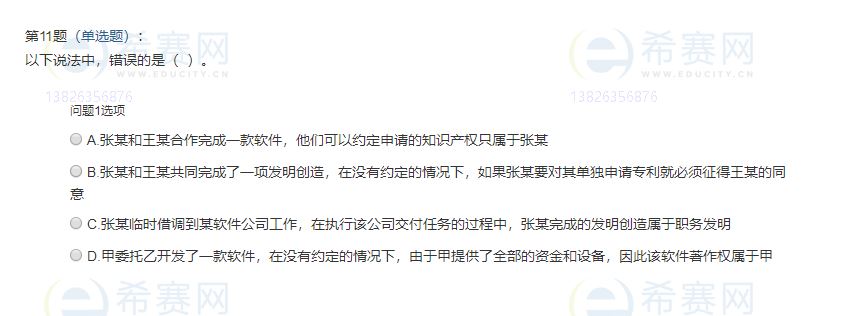 第11题（单选题）：
以下说法中，错误的是（ ）。
希赛网
WWW.EDUCITY.CN
希赛网
WWW.EDUCITY.CN
13826356876
13826356876
问题1选项
A.张某和王某合作完成一款软件，他们可以约定申请的知识产权只属于张某
B.张某和王某共同完成了一项发明创造，在没有约定的情况下，如果张某要对其单独申请专利就必须征得王某的同
意
C.张某临时借调到某软件公司工作，在执行该公司交付任务的过程中，张某完成的发明创造属于职务发明
D.甲委托乙开发了一款软件，在没有约定的情况下，由于甲提供了全部的资金和设备，因此该软件著作权属于甲
希赛网
希赛网